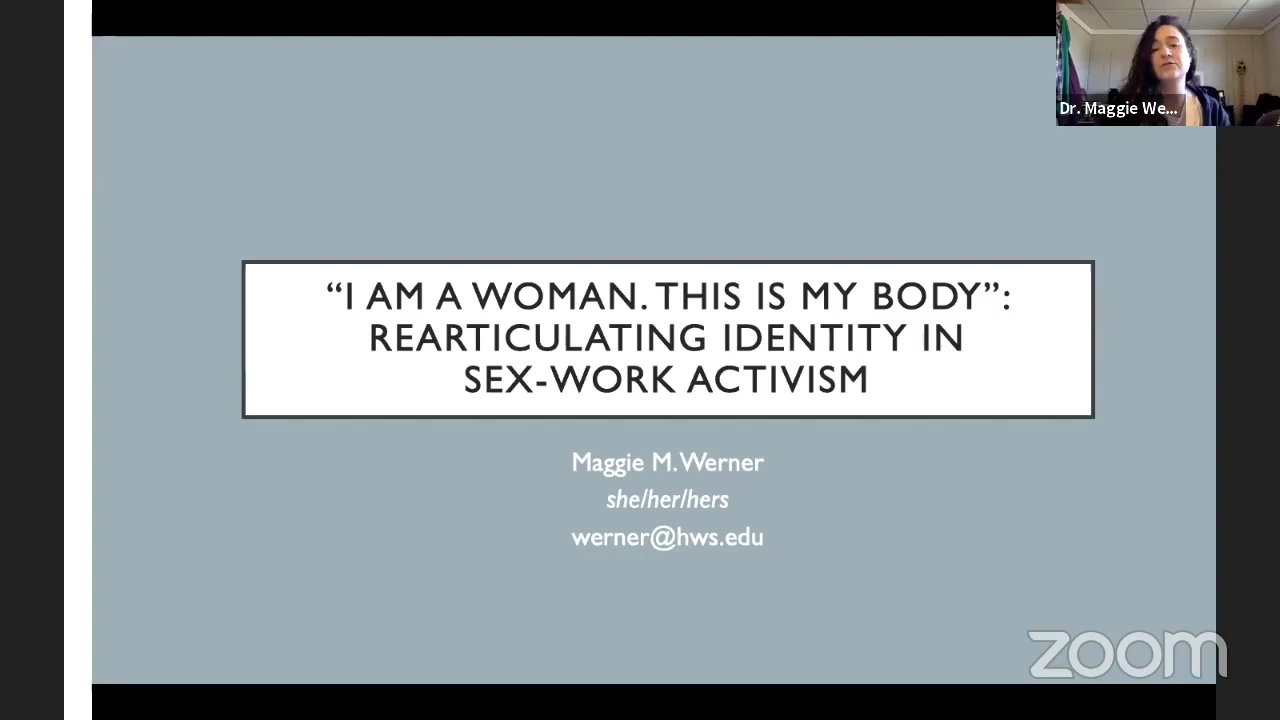 Dr. Maggie We...
“I AM A WOMAN. THIS IS MY BODY”:
REARTICULATING IDENTITY IN
SEX-WORK ACTIVISM
Maggie M. Werner
she/her/hers
werner@hws.edu
zoom